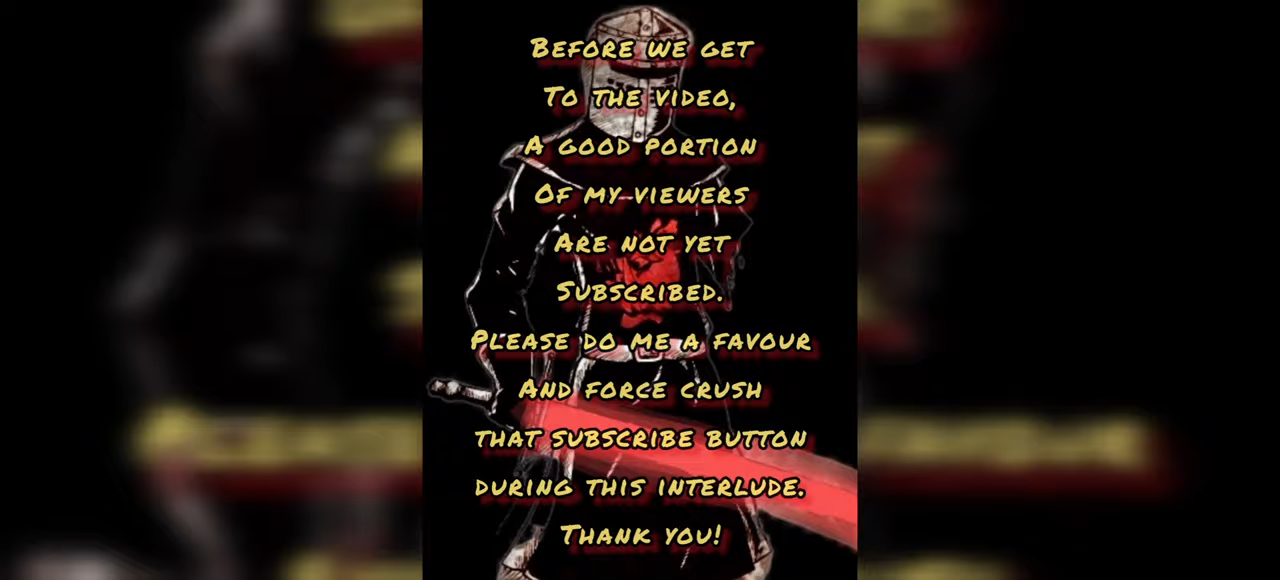 Before we get
To the video,
A good portion
Of my viewers
Are not yet
Subscribed.
Please do me a favour
And force crush
that subscribe button
during this interlude.
Thank you!